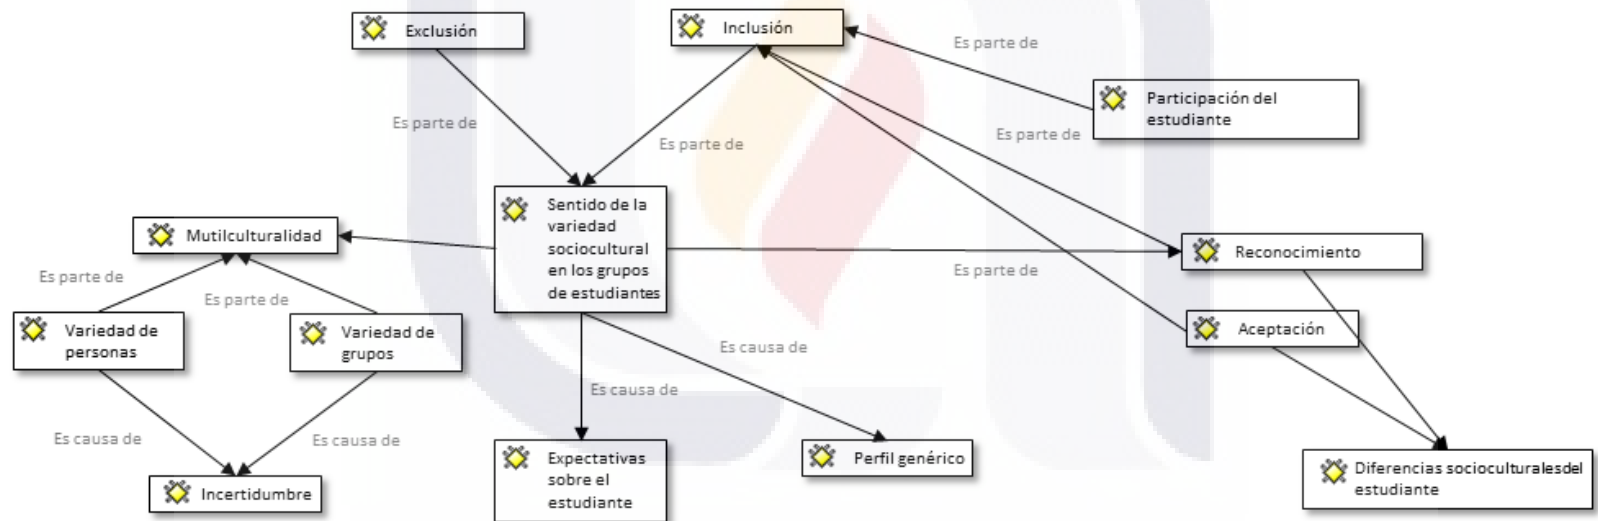 Exclusión
Inclusión
Es parte de
Participación del
estudiante
Es parte de
Es parte de
Es parte de
Sentido de la
variedad
sociocultural
en los grupos
de estudiantes
Mutilculturalidad
Reconocimiento
Es parte de
Es parte de
Es parte de
Variedad de
personas
Variedad de
grupos
Aceptación
Es causa de
Es causa de
Es causa de
Es causa de
Expectativas
sobre el
estudiante
Perfil genérico
Diferencias socioculturalesdel
estudiante
Incertidumbre